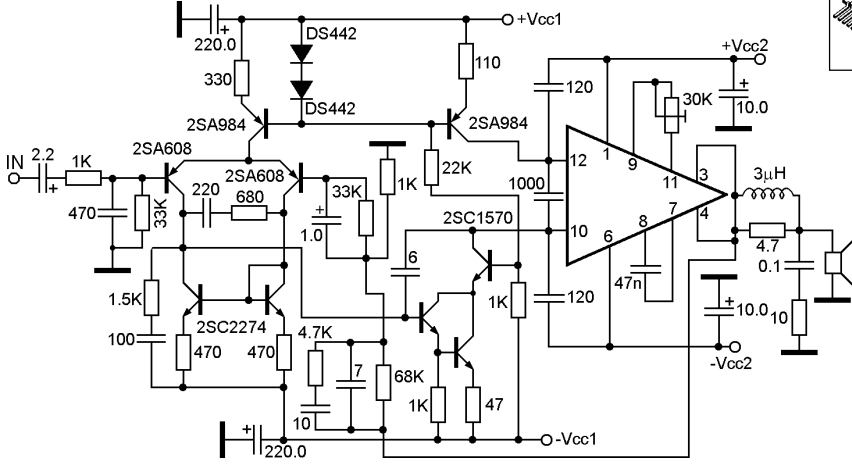 DS442
+Vcc1
220.0
+
+Vcc2
330
110
DS442
120
30K
+
10.0
2SA984
2SA984
2SA608
IN
2.2
1K
+
2SA608
12
1
9
11
3
3µH
22K
1K
33K
220
680
470
33K
+
1.0
1000
2SC1570
10
6
8
7
4
4.7
0.1
6
47n
1.5K
1K
120
+
10.0
10
100
2SC2274
4.7K
470
470
-Vcc2
7
68K
10
1K
47
+
220.0
-Vcc1